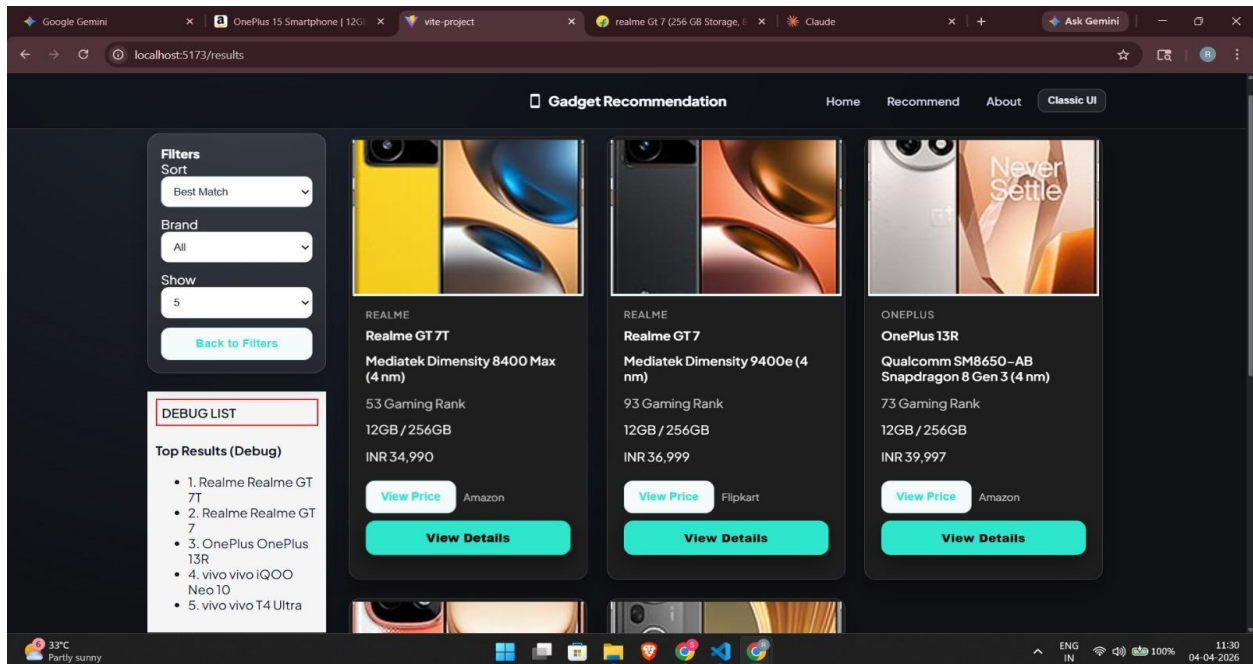 Google Gemini
OnePlus 15 Smartphone | 12G
vite-project
realme Gt 7 (256 GB Storage, 8
Claude
Ask Gemini
localhost:5173/results
R
Gadget Recommendation
Home
Recommend
About
Classic UI
Filters
Sort
Best Match
Brand
All
Show
5
Back to Filters
DEBUG LIST
Top Results (Debug)
1. Realme Realme GT
7T
2. Realme Realme GT
7
3. OnePlus OnePlus
13R
4. vivo vivo iQOO
Neo 10
5. vivo vivo T4 Ultra
REALME
Realme GT 7T
Mediatek Dimensity 8400 Max
(4 nm)
53 Gaming Rank
12GB / 256GB
INR 34,990
View Price
Amazon
View Details
REALME
Realme GT 7
Mediatek Dimensity 9400e (4
nm)
93 Gaming Rank
12GB / 256GB
INR 36,999
View Price
Flipkart
View Details
Never
Settle
ONEPLUS
OnePlus 13R
Qualcomm SM8650-AB
Snapdragon 8 Gen 3 (4 nm)
73 Gaming Rank
12GB / 256GB
INR 39,997
View Price
Amazon
View Details
6
33°C
Partly sunny
ENG
IN
100%
11:30
04-04-2026